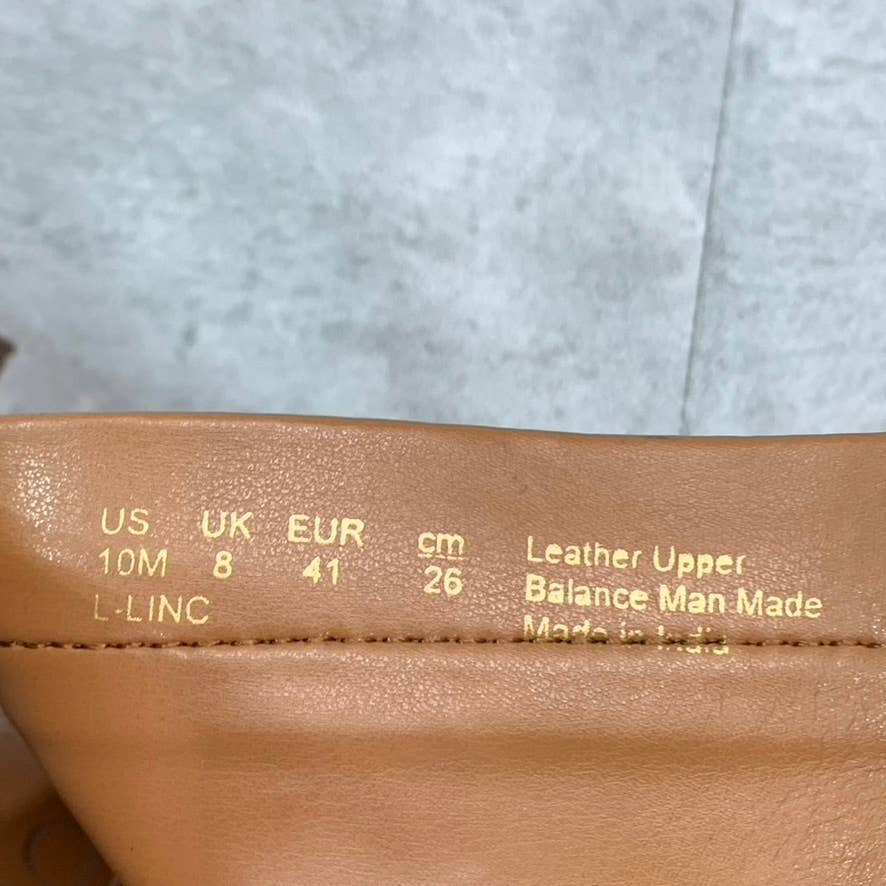 US UK EUR cm
10M 8 41 26
L-LINC
Leather Upper
Balance Man Made
Made in India